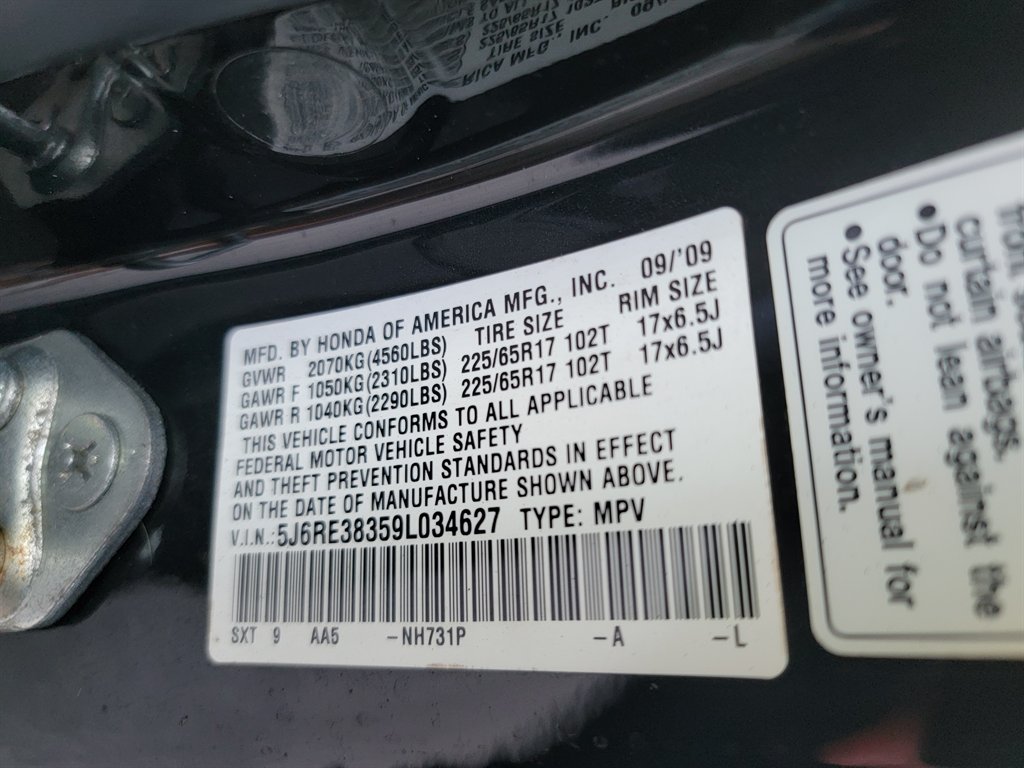 MFD. BY HONDA OF AMERICA MFG., INC. 09/'09
GVWR 2070KG(4560LBS) TIRE SIZE RIM SIZE
GAWR F 1050KG(2310LBS) 225/65R17 102T 17x6.5J
GAWR R 1040KG(2290LBS) 225/65R17 102T 17x6.5J
THIS VEHICLE CONFORMS TO ALL APPLICABLE
FEDERAL MOTOR VEHICLE SAFETY
AND THEFT PREVENTION STANDARDS IN EFFECT
ON THE DATE OF MANUFACTURE SHOWN ABOVE.
V.I.N.: 5J6RE38359L034627 TYPE: MPV
SXT 9 AA5 -NH731P -A -L
curtain airbags.
•Do not lean against the
door.
•See owner's manual for
more information.